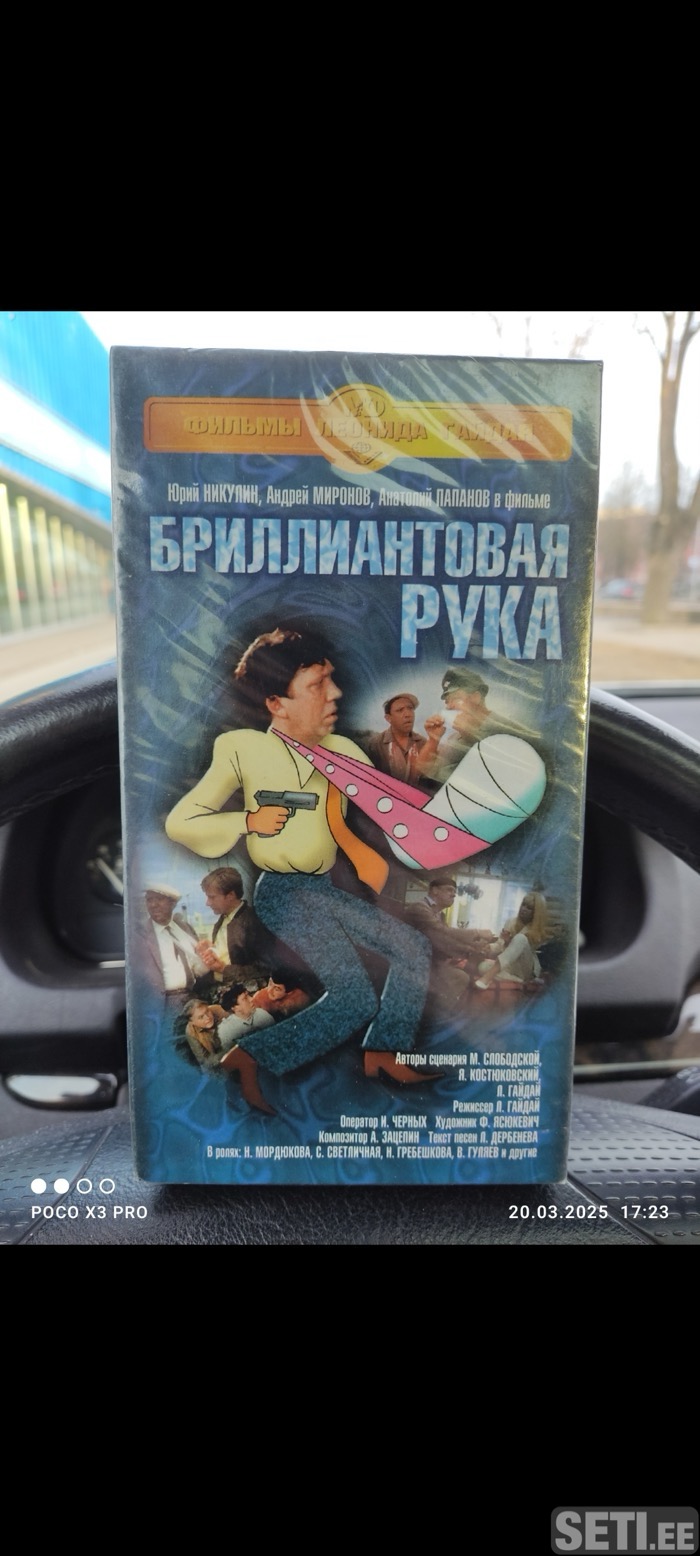 ФИЛЬМЫ ЛЕОНИДА ГАЙДАЯ
Юрий НИКУЛИН, Андрей МИРОНОВ, Анатолий ПАПАНОВ в фильме
БРИЛЛИАНТОВАЯ
РУКА
Авторы сценария М. СЛОБОДСКОЙ,
Я. КОСТЮКОВСКИЙ,
Л. ГАЙДАЙ
Режиссер Л. ГАЙДАЙ
Оператор И. ЧЕРНЫХ Художник Ф. ЯСЮКЕВИЧ
Композитор А. ЗАЦЕПИН Текст песен Л. ДЕРБЕНЕВА
В ролях: Н. МОРДЮКОВА, С. СВЕТЛИЧНАЯ, Н. ГРЕБЕШКОВА, В. ГУЛЯЕВ и другие
POCO X3 PRO
20.03.2025 17:23
SETI.EE